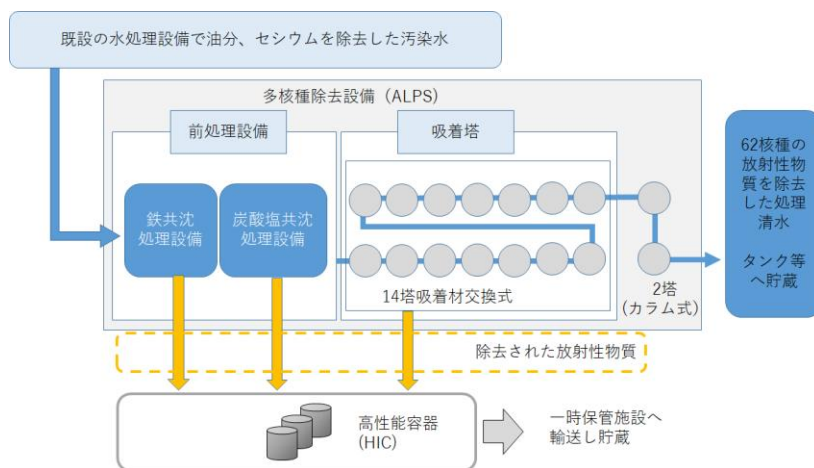 既設の水処理設備で油分、セシウムを除去した汚染水
多核種除去設備（ALPS）
前処理設備
吸着塔
鉄共沈
処理設備
炭酸塩共沈
処理設備
14塔吸着材交換式
2塔
(カラム式)
62核種の
放射性物
質を除去
した処理
清水
タンク等
へ貯蔵
除去された放射性物質
高性能容器
(HIC)
一時保管施設へ
輸送し貯蔵